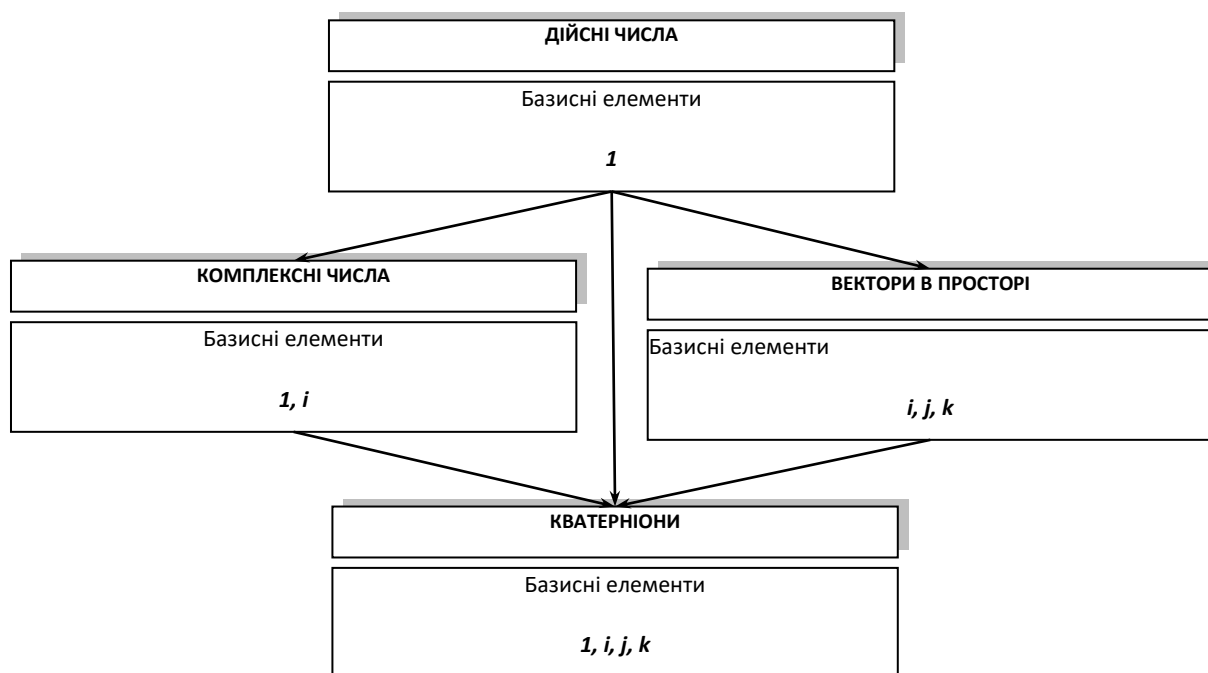 ДІЙСНІ ЧИСЛА
Базисні елементи
1
КОМПЛЕКСНІ ЧИСЛА
Базисні елементи
1, i
ВЕКТОРИ В ПРОСТОРІ
Базисні елементи
i, j, k
КВАТЕРНІОНИ
Базисні елементи
1, i, j, k